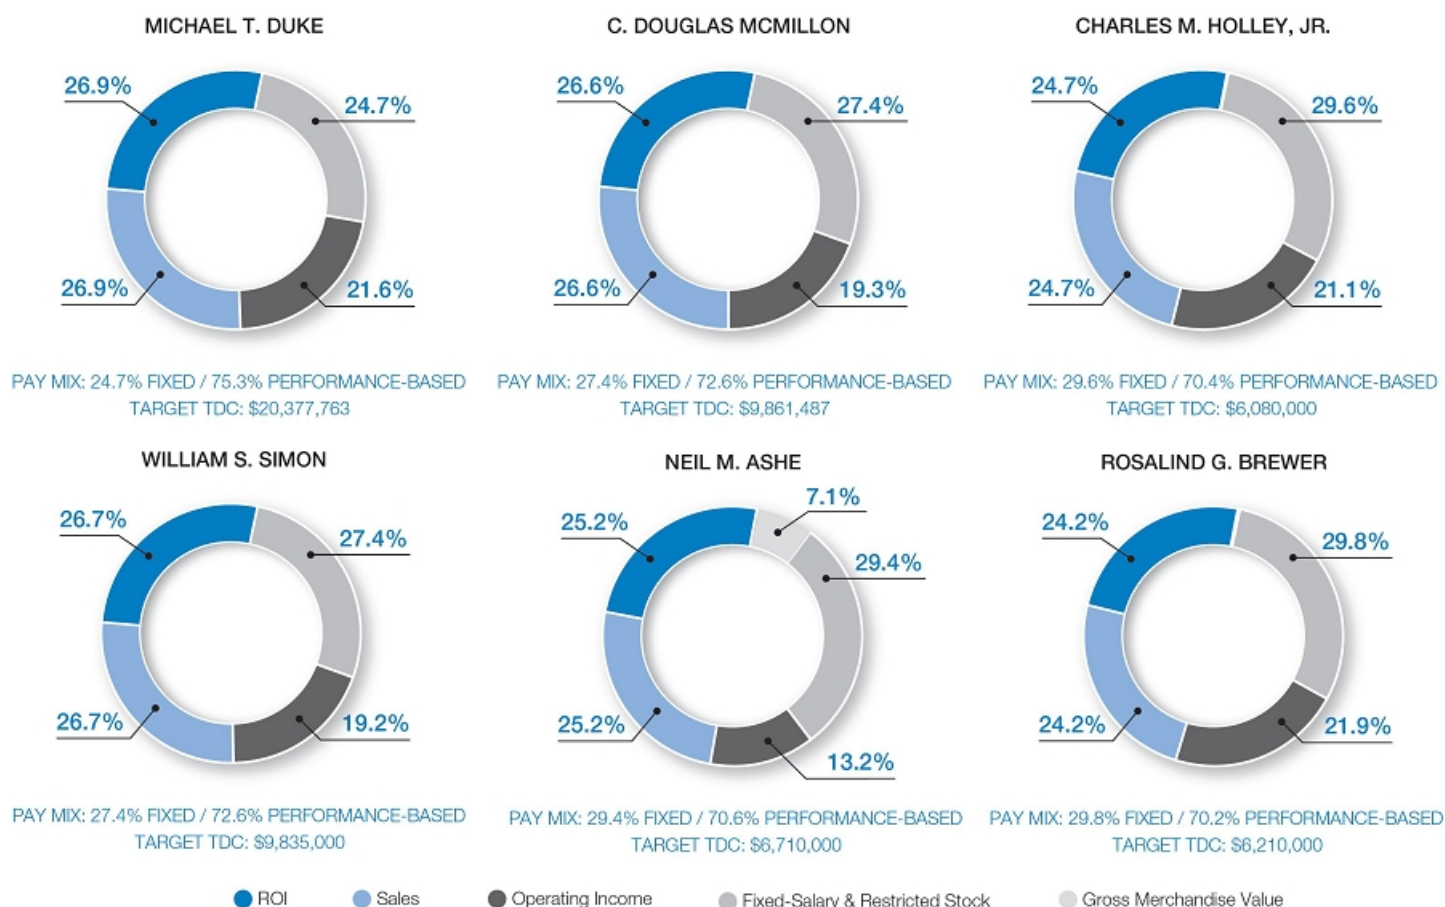 MICHAEL T. DUKE
26.9%
24.7%
26.9%
21.6%
PAY MIX: 24.7% FIXED / 75.3% PERFORMANCE-BASED
TARGET TDC: $20,377,763
C. DOUGLAS MCMILLON
26.6%
27.4%
26.6%
19.3%
PAY MIX: 27.4% FIXED / 72.6% PERFORMANCE-BASED
TARGET TDC: $9,861,487
CHARLES M. HOLLEY, JR.
24.7%
29.6%
24.7%
21.1%
PAY MIX: 29.6% FIXED / 70.4% PERFORMANCE-BASED
TARGET TDC: $6,080,000
WILLIAM S. SIMON
26.7%
27.4%
26.7%
19.2%
PAY MIX: 27.4% FIXED / 72.6% PERFORMANCE-BASED
TARGET TDC: $9,835,000
NEIL M. ASHE
7.1%
25.2%
29.4%
25.2%
13.2%
PAY MIX: 29.4% FIXED / 70.6% PERFORMANCE-BASED
TARGET TDC: $6,710,000
ROSALIND G. BREWER
24.2%
29.8%
24.2%
21.9%
PAY MIX: 29.8% FIXED / 70.2% PERFORMANCE-BASED
TARGET TDC: $6,210,000
ROI
Sales
Operating Income
Fixed-Salary & Restricted Stock
Gross Merchandise Value